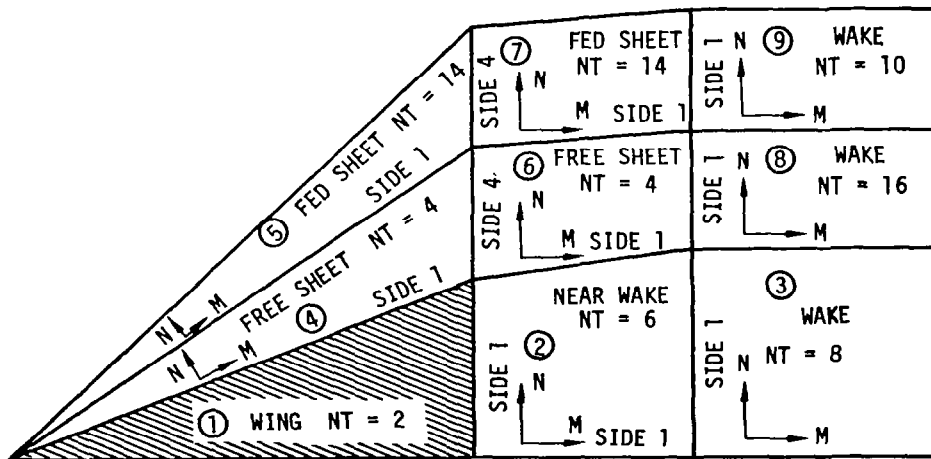 ① WING NT = 2
② NEAR WAKE
NT = 6
SIDE 1
N
M SIDE 1
③ WAKE
NT = 8
SIDE 1
N
M
④ FREE SHEET NT = 4
SIDE 1
N
M
⑤ FED SHEET NT = 14
SIDE 1
N
M
⑥ FREE SHEET
NT = 4
SIDE 4
N
M SIDE 1
⑦ FED SHEET
NT = 14
SIDE 4
N
M SIDE 1
⑧ WAKE
NT = 16
SIDE 1
N
M
⑨ WAKE
NT = 10
SIDE 1
N
M